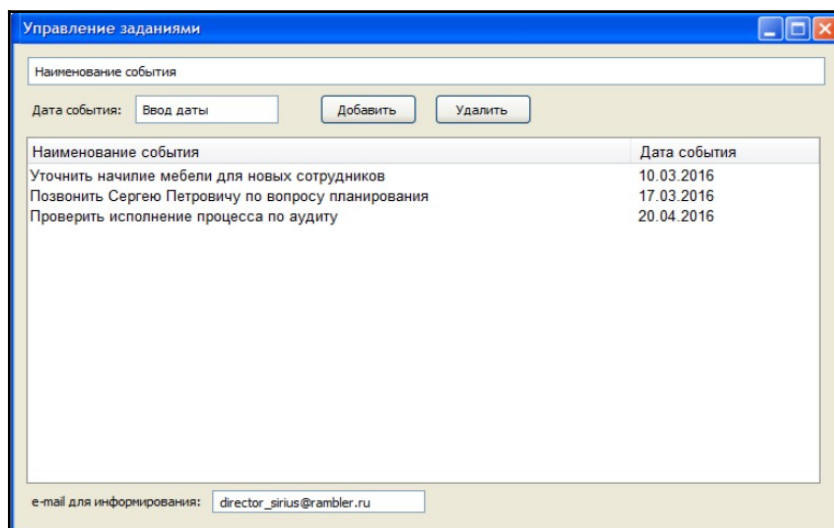 Управление заданиями
Наименование события
Дата события: Ввод даты Добавить Удалить
Наименование события Дата события
Уточнить начилие мебели для новых сотрудников 10.03.2016
Позвонить Сергею Петровичу по вопросу планирования 17.03.2016
Проверить исполнение процесса по аудиту 20.04.2016
e-mail для информирования: director_sirius@rambler.ru